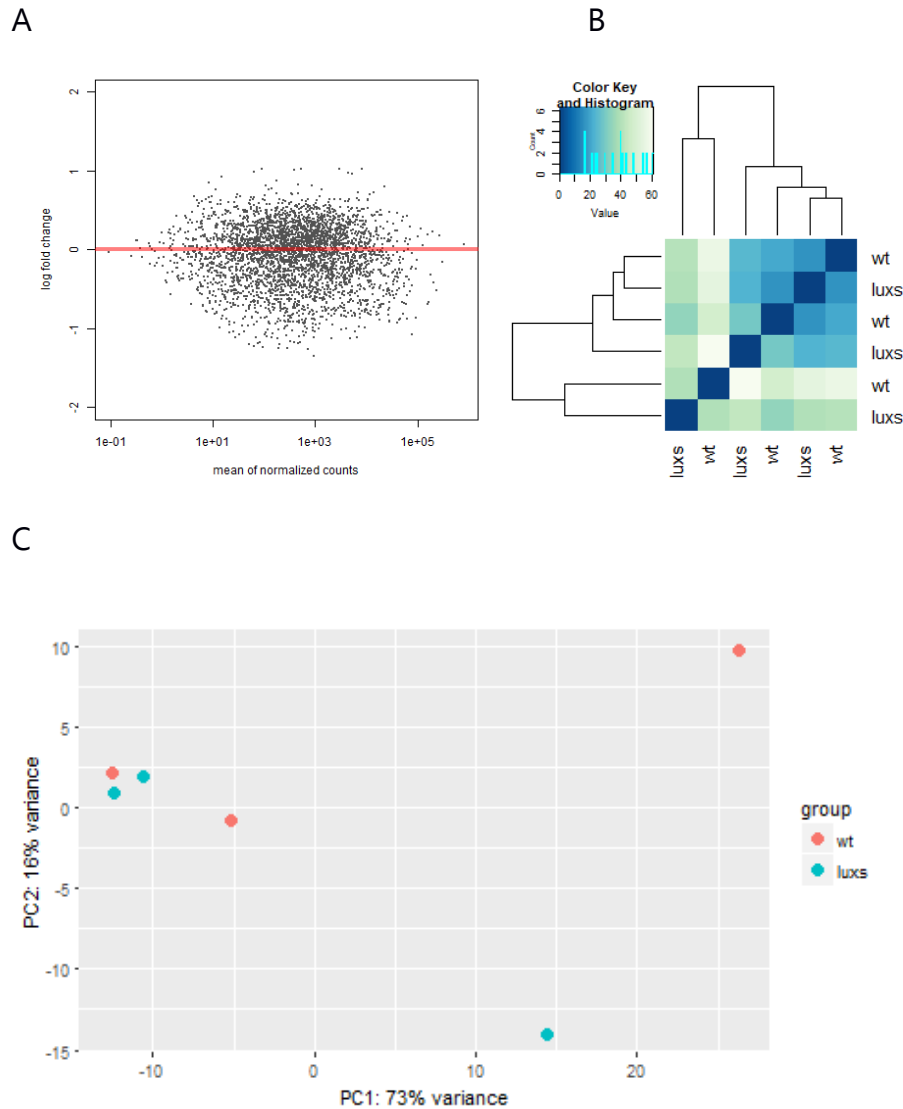 A
B
2
1
0
-1
-2
log fold change
1e-01
1e+01
1e+03
1e+05
mean of normalized counts
Color Key
and Histogram
6
4
2
0
Count
0
20
40
60
Value
wt
luxs
wt
luxs
wt
luxs
luxs
wt
luxs
wt
luxs
wt
C
10
5
0
-5
-10
-15
PC2: 16% variance
-10
0
10
20
PC1: 73% variance
group
wt
luxs